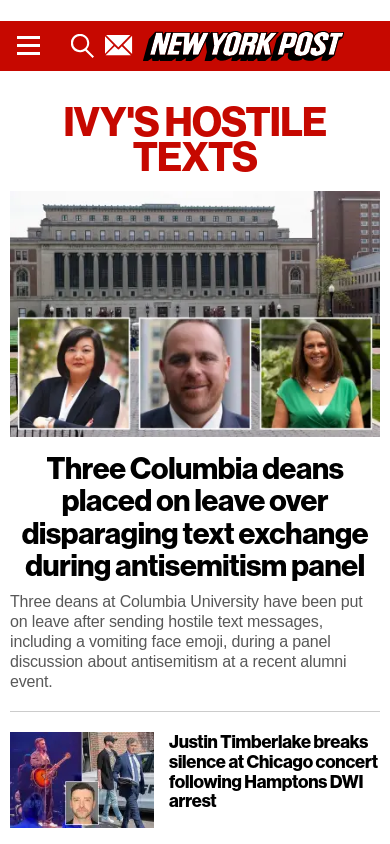 NEW YORK POST
IVY'S HOSTILE
TEXTS
Three Columbia deans
placed on leave over
disparaging text exchange
during antisemitism panel
Three deans at Columbia University have been put
on leave after sending hostile text messages,
including a vomiting face emoji, during a panel
discussion about antisemitism at a recent alumni
event.
Justin Timberlake breaks
silence at Chicago concert
following Hamptons DWI
arrest